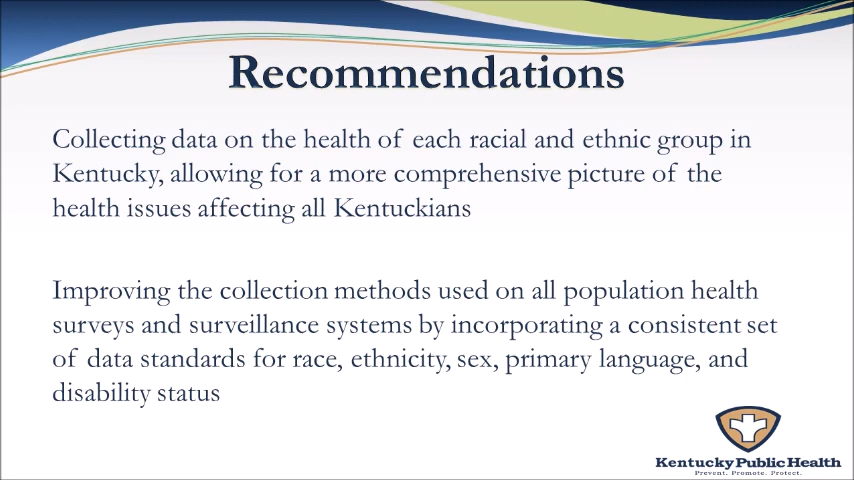 Recommendations
Collecting data on the health of each racial and ethnic group in
Kentucky, allowing for a more comprehensive picture of the
health issues affecting all Kentuckians
Improving the collection methods used on all population health
surveys and surveillance systems by incorporating a consistent set
of data standards for race, ethnicity, sex, primary language, and
disability status
Kentucky Public Health
Prevent. Promote. Protect.